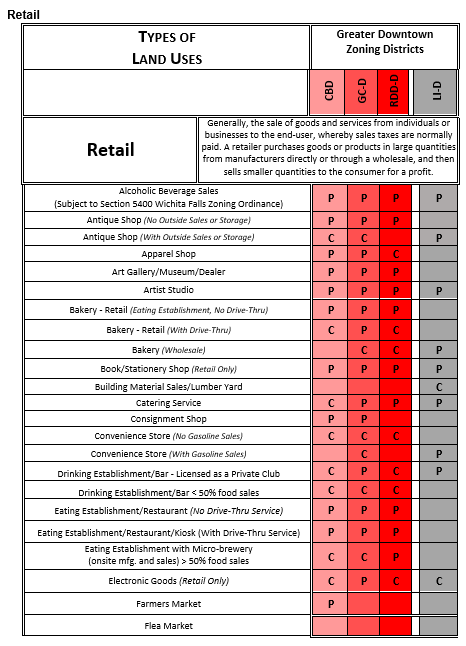 Retail
TYPES OF
LAND USES
Greater Downtown
Zoning Districts
CBD
GC-D
RDD-D
LI-D
Retail
Generally, the sale of goods and services from individuals or
businesses to the end-user, whereby sales taxes are normally
paid. A retailer purchases goods or products in large quantities
from manufacturers directly or through a wholesale, and then
sells smaller quantities to the consumer for a profit.
Alcoholic Beverage Sales
(Subject to Section 5400 Wichita Falls Zoning Ordinance) P P P P
Antique Shop (No Outside Sales or Storage) P P P
Antique Shop (With Outside Sales or Storage) C C P
Apparel Shop P P C
Art Gallery/Museum/Dealer P P P
Artist Studio P P P P
Bakery - Retail (Eating Establishment, No Drive-Thru) P P P
Bakery - Retail (With Drive-Thru) C P C
Bakery (Wholesale) C C P
Book/Stationery Shop (Retail Only) P P P P
Building Material Sales/Lumber Yard C
Catering Service C P P P
Consignment Shop P P
Convenience Store (No Gasoline Sales) C C C
Convenience Store (With Gasoline Sales) C P
Drinking Establishment/Bar - Licensed as a Private Club C P C P
Drinking Establishment/Bar < 50% food sales C C C
Eating Establishment/Restaurant (No Drive-Thru Service) P P P
Eating Establishment/Restaurant/Kiosk (With Drive-Thru Service) P P P
Eating Establishment with Micro-brewery
(onsite mfg. and sales) > 50% food sales C C P
Electronic Goods (Retail Only) C P C C
Farmers Market P
Flea Market